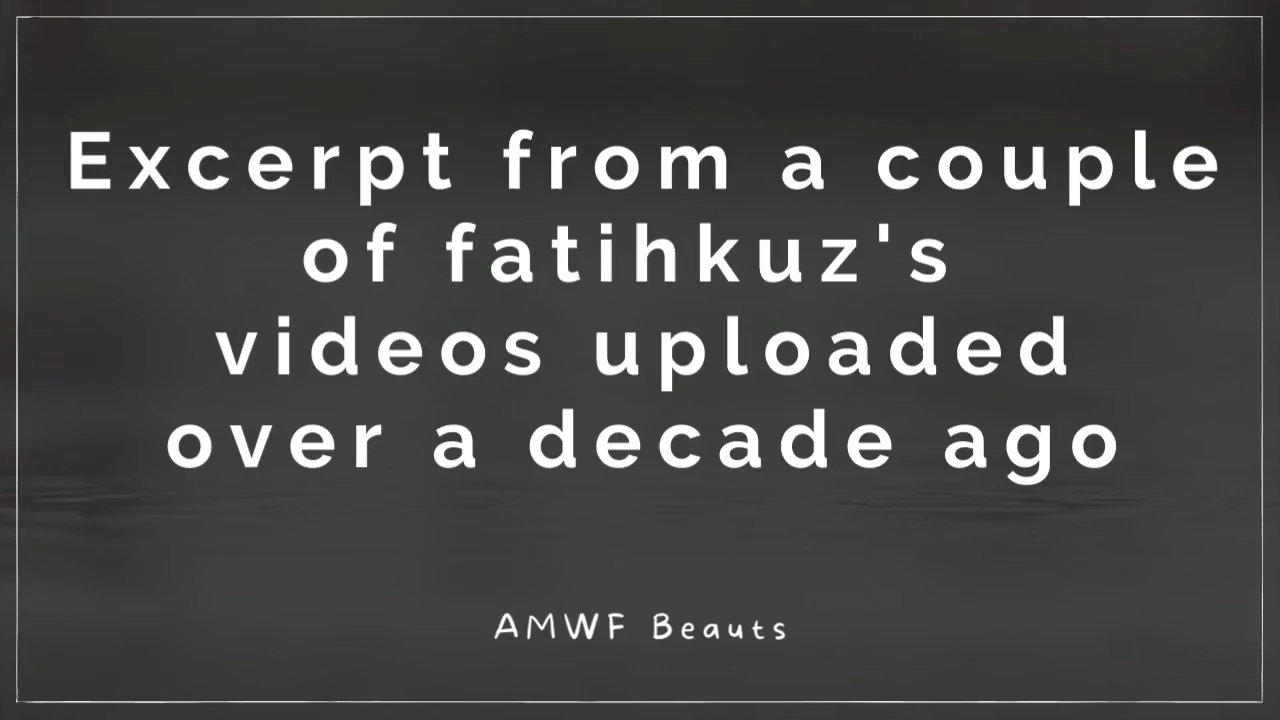 Excerpt from a couple
of fatihkuz's
videos uploaded
over a decade ago
AMWF Beauts